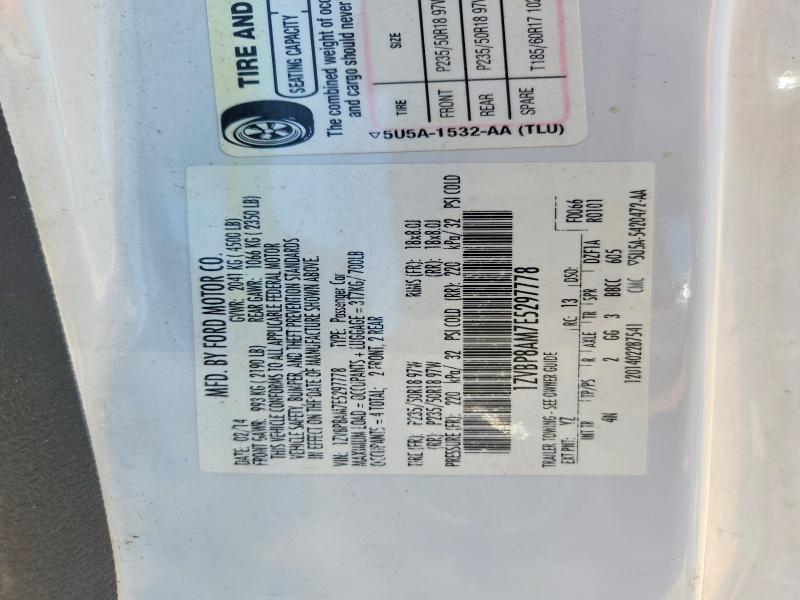 TIRE AND
SEATING CAPACITY
The combined weight of occ
and cargo should never
TIRE SIZE
FRONT P235/50R18 97W
REAR P235/50R18 97W
SPARE T185/60R17 102
5U5A-1532-AA (TLU)
MFD. BY FORD MOTOR CO.
DATE: 02/14 GVWR: 2041 KG ( 4500 LB)
FRONT GAWR: 993 KG ( 2190 LB) REAR GAWR: 1066 KG ( 2350 LB)
THIS VEHICLE CONFORMS TO ALL APPLICABLE FEDERAL MOTOR
VEHICLE SAFETY, BUMPER, AND THEFT PREVENTION STANDARDS
IN EFFECT ON THE DATE OF MANUFACTURE SHOWN ABOVE.
VIN: 1ZVBP8AM7E5297778 TYPE: Passenger Car
MAXIMUM LOAD = OCCUPANTS + LUGGAGE = 317KG/ 700LB
OCCUPANTS = 4 TOTAL: 2 FRONT, 2 REAR
TIRE (FR): P235/50R18 97W RIMS (FR): 18x8.0J
(RR): P235/50R18 97W (RR): 18x8.0J
PRESSURE (FR): 220 kPa/ 32 PSI COLD (RR): 220 kPa/ 32 PSI COLD
1ZVBP8AM7E5297778
TRAILER TOWING - SEE OWNER GUIDE F0066
EXT PNT: YZ RC: 13 DSO: R0101
INT TR TP/PS R AXLE TR SPR D2F1A
4N 2 GG 3 BBCC 605
12014022287541 5U5A-5420472-AA